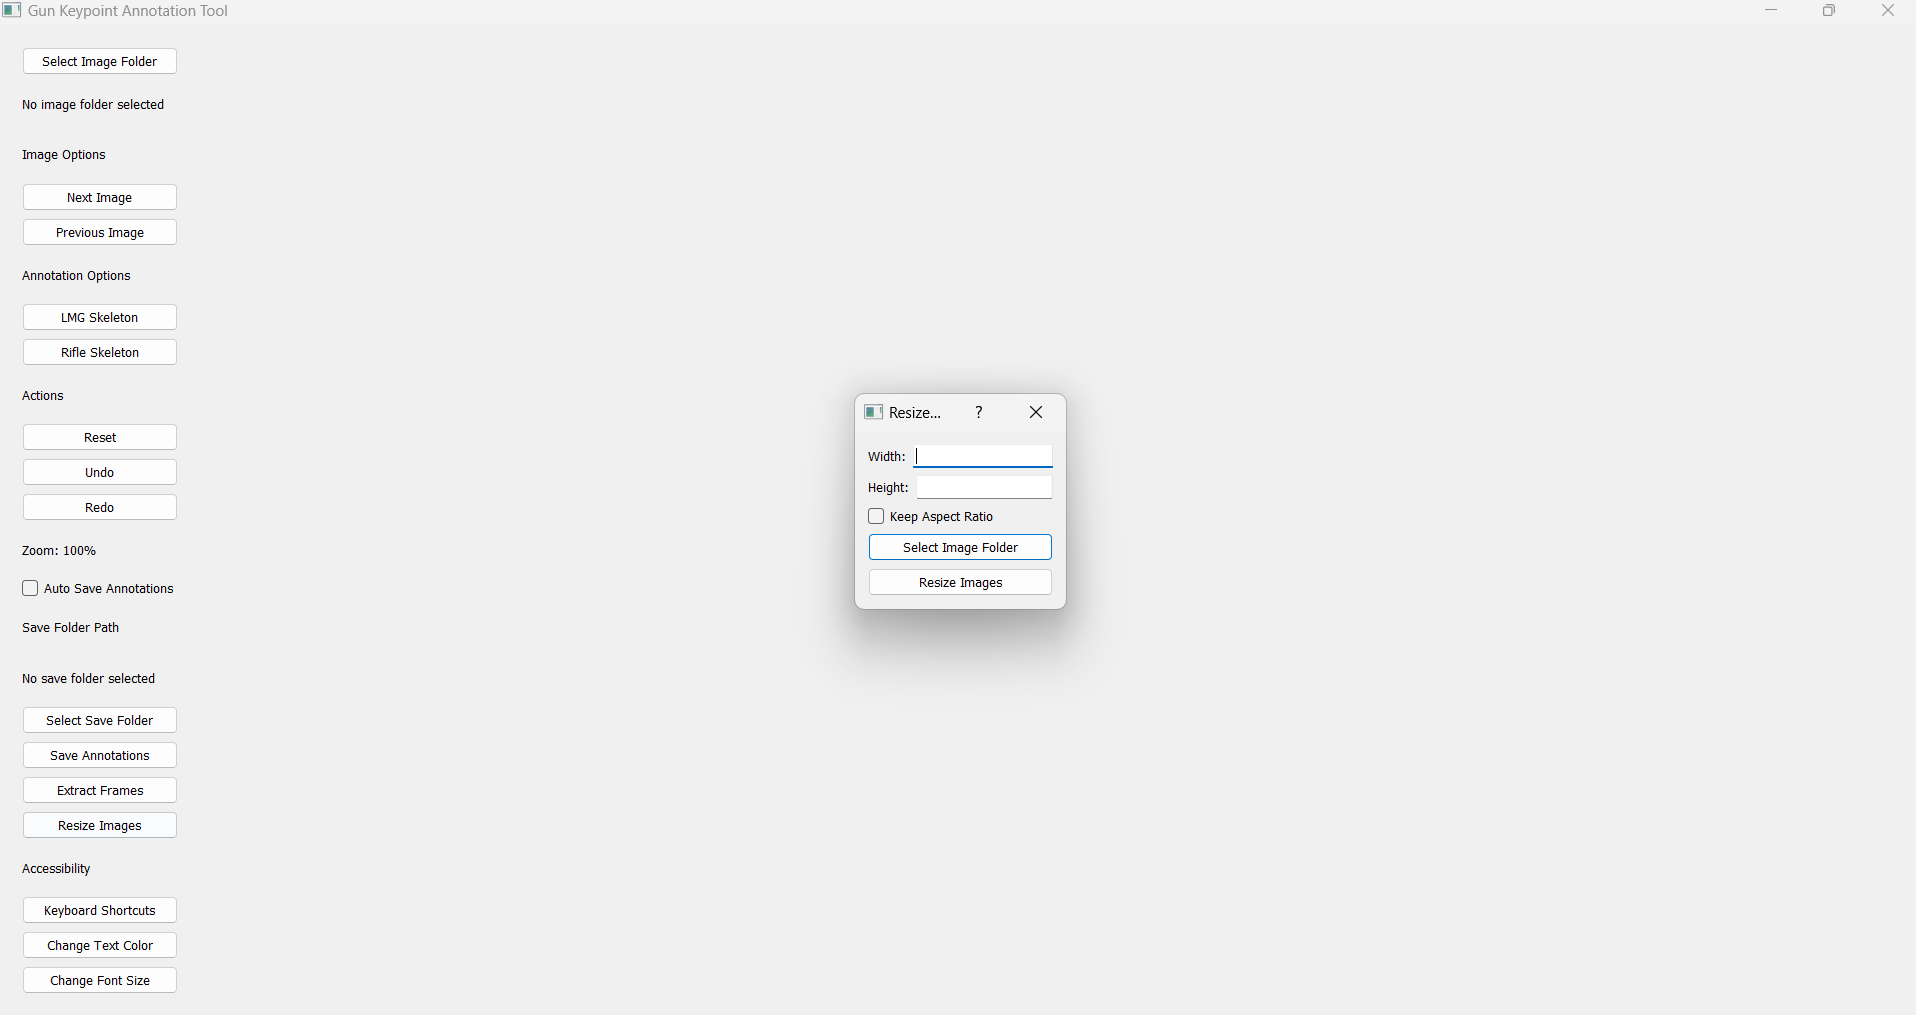 Gun Keypoint Annotation Tool
Select Image Folder
No image folder selected
Image Options
Next Image
Previous Image
Annotation Options
LMG Skeleton
Rifle Skeleton
Actions
Reset
Undo
Redo
Zoom: 100%
Auto Save Annotations
Save Folder Path
No save folder selected
Select Save Folder
Save Annotations
Extract Frames
Resize Images
Accessibility
Keyboard Shortcuts
Change Text Color
Change Font Size
Resize... ?
Width:
Height:
Keep Aspect Ratio
Select Image Folder
Resize Images